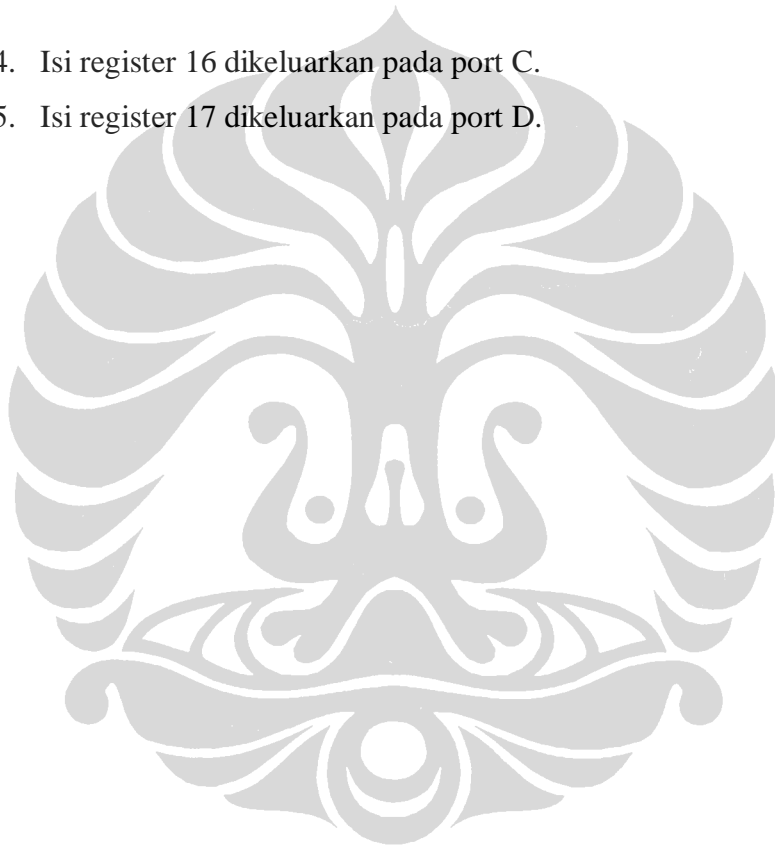 4. Isi register 16 dikeluarkan pada port C.
5. Isi register 17 dikeluarkan pada port D.